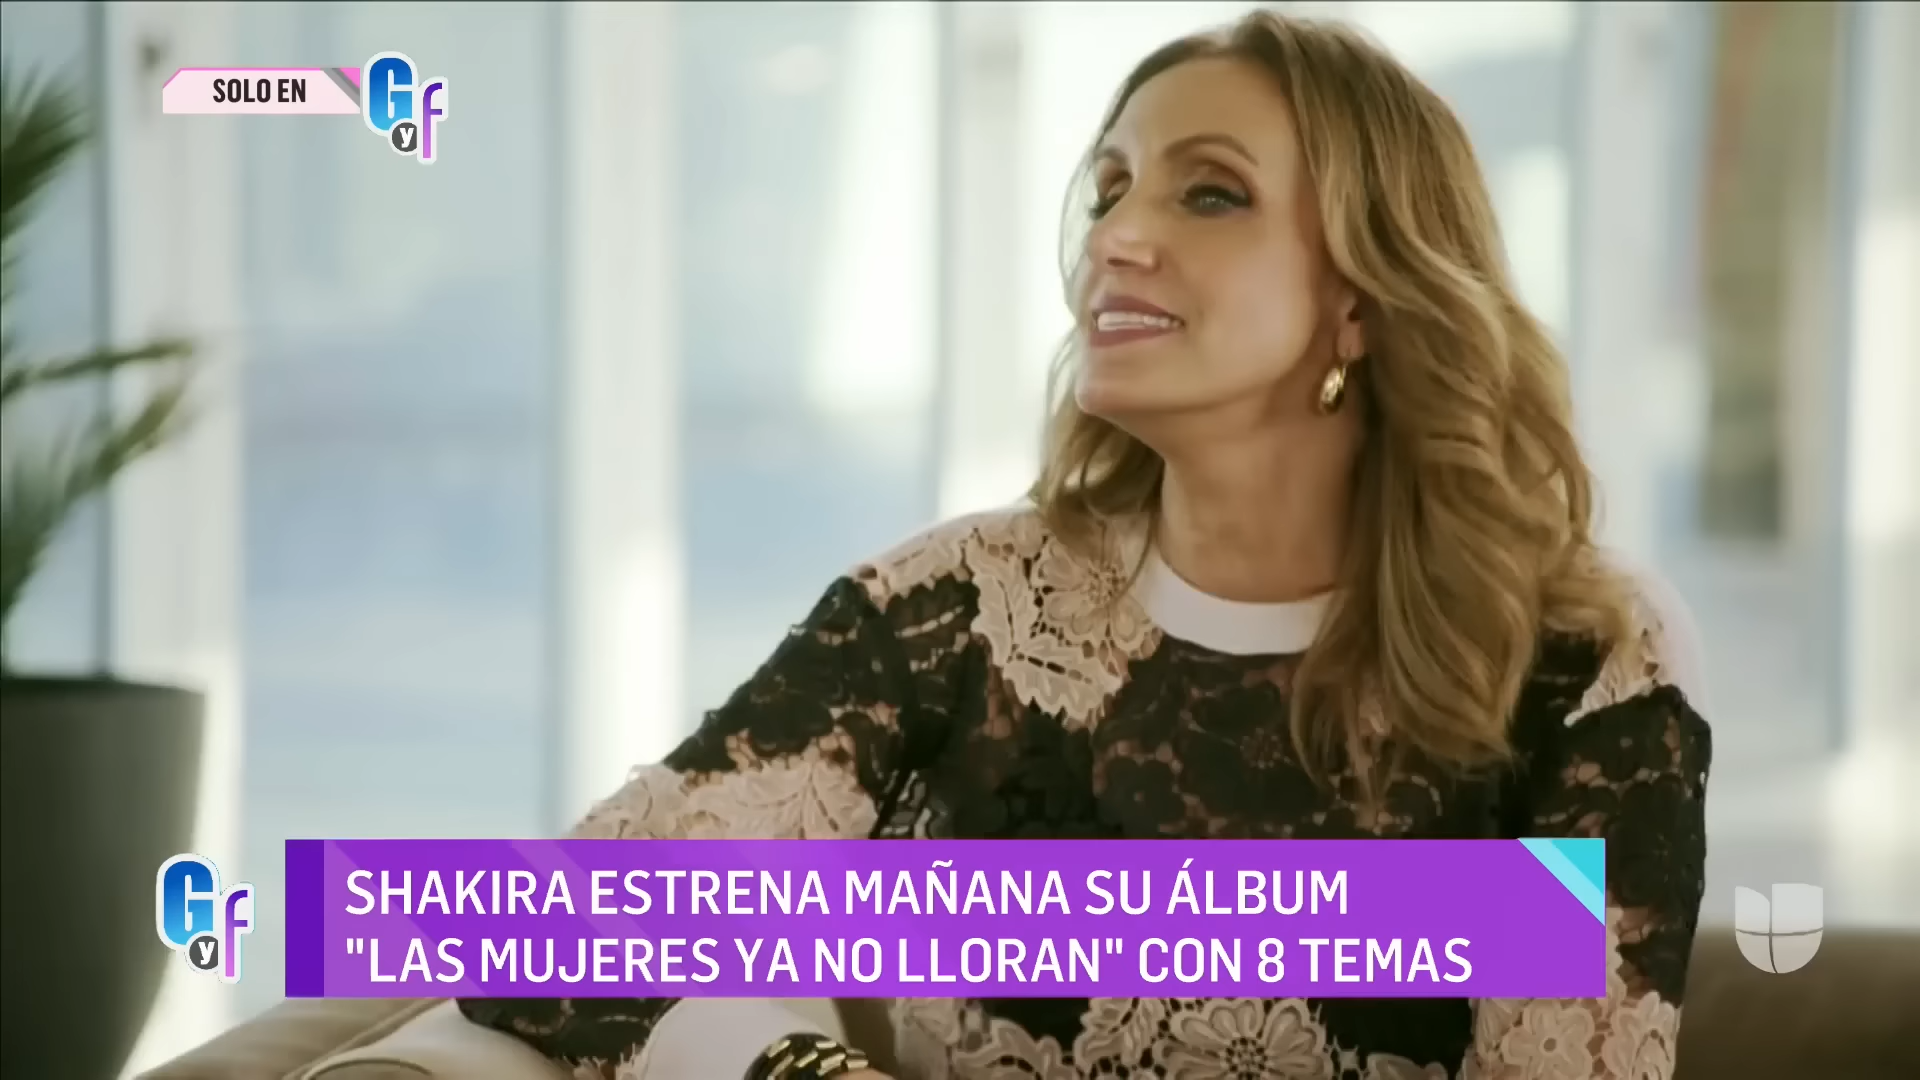 SOLO EN
G y f
G y f
SHAKIRA ESTRENA MAÑANA SU ÁLBUM
"LAS MUJERES YA NO LLORAN" CON 8 TEMAS